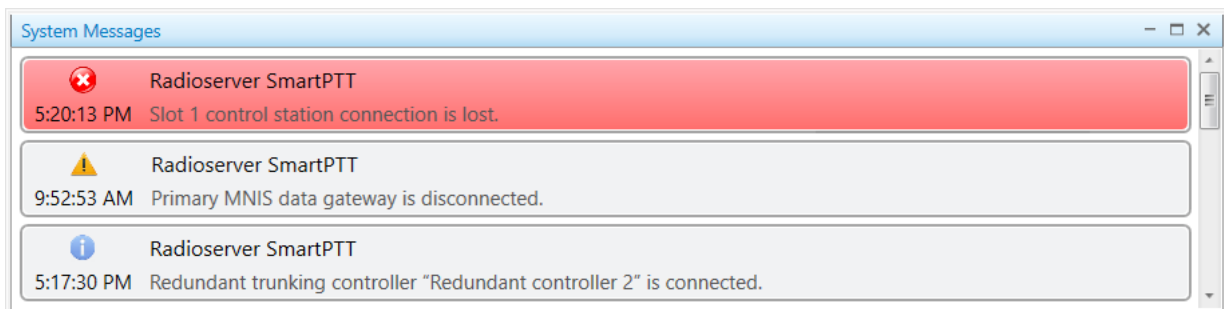 System Messages
Radioserver SmartPTT
5:20:13 PM Slot 1 control station connection is lost.
Radioserver SmartPTT
9:52:53 AM Primary MNIS data gateway is disconnected.
Radioserver SmartPTT
5:17:30 PM Redundant trunking controller “Redundant controller 2” is connected.